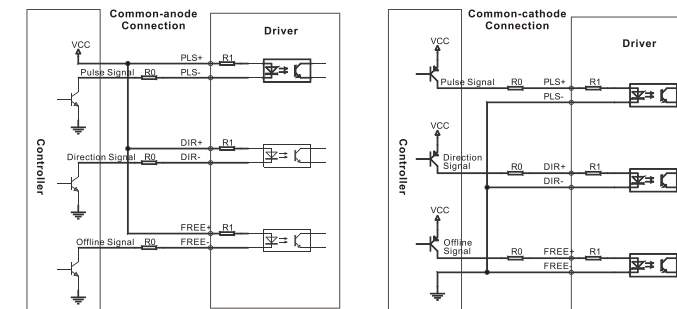 Common-anode
Connection
Driver
VCC
PLS+ R1
Pulse Signal R0 PLS-
DIR+ R1
Direction Signal R0 DIR-
FREE+ R1
Offline Signal R0 FREE-
Controller
Common-cathode
Connection
Driver
VCC
Pulse Signal R0 PLS+ R1
PLS-
VCC
Direction
Signal R0 DIR+ R1
DIR-
VCC
Offline
Signal R0 FREE+ R1
FREE-
Controller